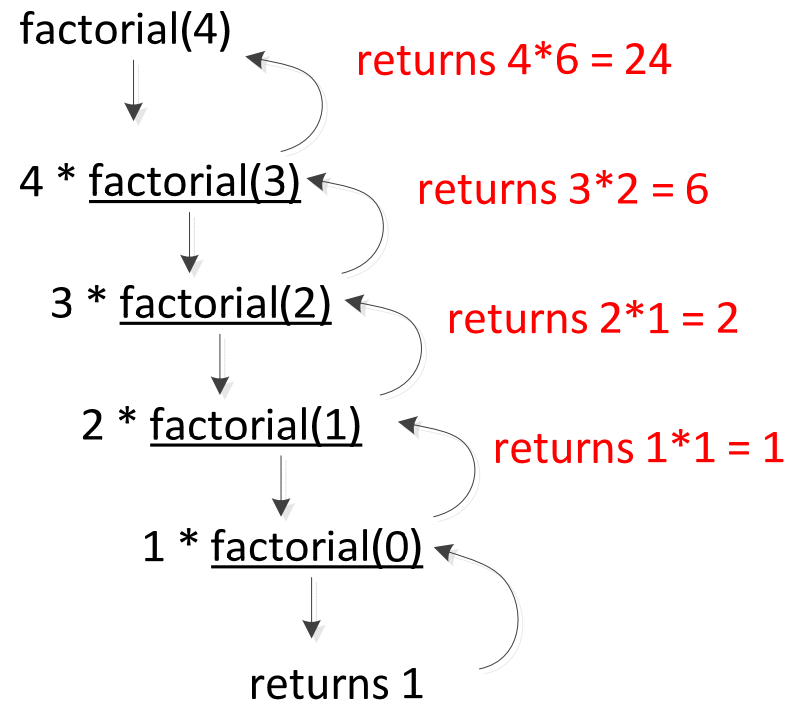 factorial(4)
returns 4*6 = 24
4 * factorial(3)
returns 3*2 = 6
3 * factorial(2)
returns 2*1 = 2
2 * factorial(1)
returns 1*1 = 1
1 * factorial(0)
returns 1